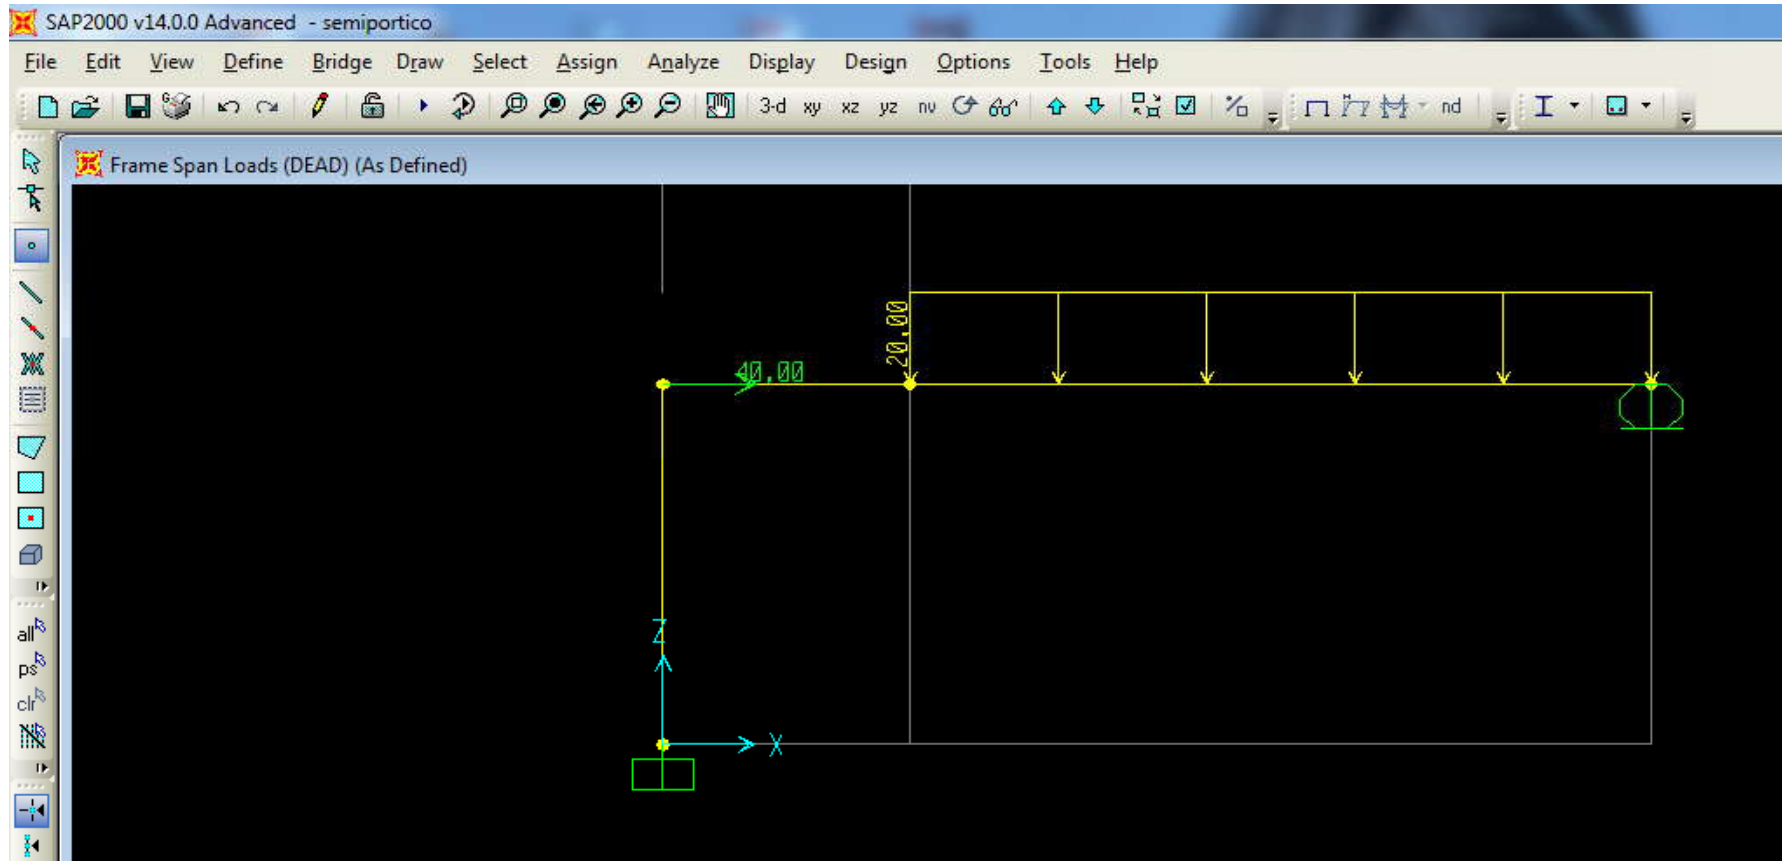 SAP2000 v14.0.0 Advanced - semiportico
File Edit View Define Bridge Draw Select Assign Analyze Display Design Options Tools Help
3-d xy xz yz nv nd
Frame Span Loads (DEAD) (As Defined)
20,00
40,00
Z
X
all
ps
clr